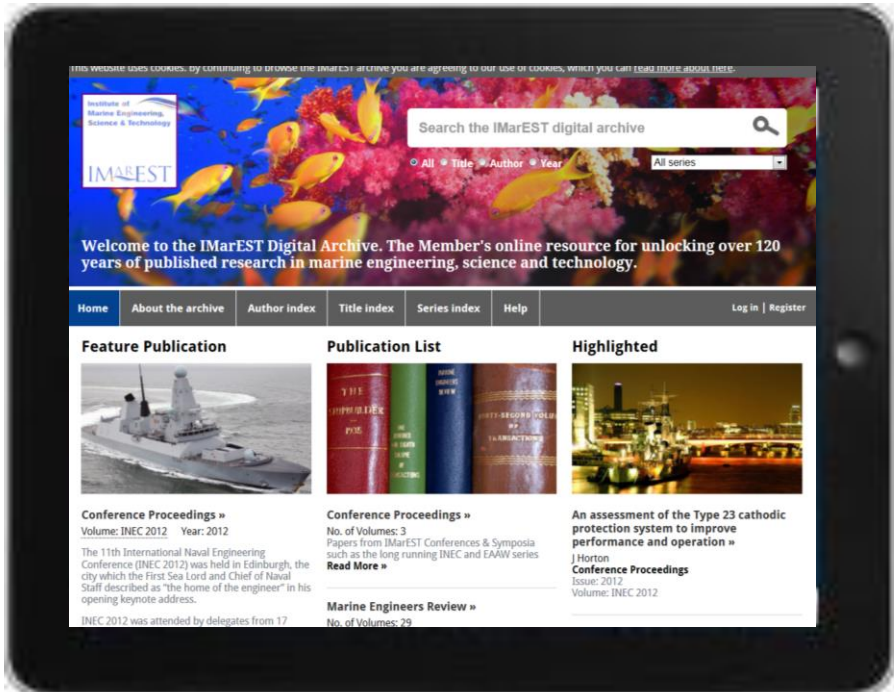 This website uses cookies. By continuing to browse the IMarEST archive you are agreeing to our use of cookies, which you can read more about here.
Institute of
Marine Engineering,
Science & Technology
IMAREST
Search the IMarEST digital archive
All Title Author Year
All series
Welcome to the IMarEST Digital Archive. The Member's online resource for unlocking over 120
years of published research in marine engineering, science and technology.
Home About the archive Author index Title index Series index Help Log in | Register
Feature Publication
Conference Proceedings »
Volume: INEC 2012 Year: 2012
The 11th International Naval Engineering
Conference (INEC 2012) was held in Edinburgh, the
city which the First Sea Lord and Chief of Naval
Staff described as "the home of the engineer" in his
opening keynote address.
INEC 2012 was attended by delegates from 17
Publication List
THE
SHIPBUILDER
1935
MARINE
ENGINEERS
REVIEW
TRANSACTIONS
Conference Proceedings »
No. of Volumes: 3
Papers from IMarEST Conferences & Symposia
such as the long running INEC and EAAW series
Read More »
Marine Engineers Review »
No. of Volumes: 29
Highlighted
An assessment of the Type 23 cathodic
protection system to improve
performance and operation »
J Horton
Conference Proceedings
Issue: 2012
Volume: INEC 2012